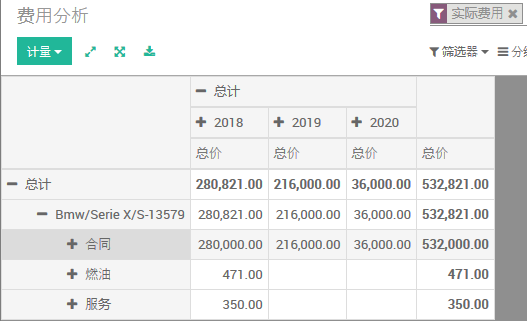 费用分析
实际费用 ✖
计量
筛选器
总计
2018 2019 2020
总价 总价 总价 总价
总计 280,821.00 216,000.00 36,000.00 532,821.00
Bmw/Serie X/S-13579 280,821.00 216,000.00 36,000.00 532,821.00
合同 280,000.00 216,000.00 36,000.00 532,000.00
燃油 471.00 471.00
服务 350.00 350.00